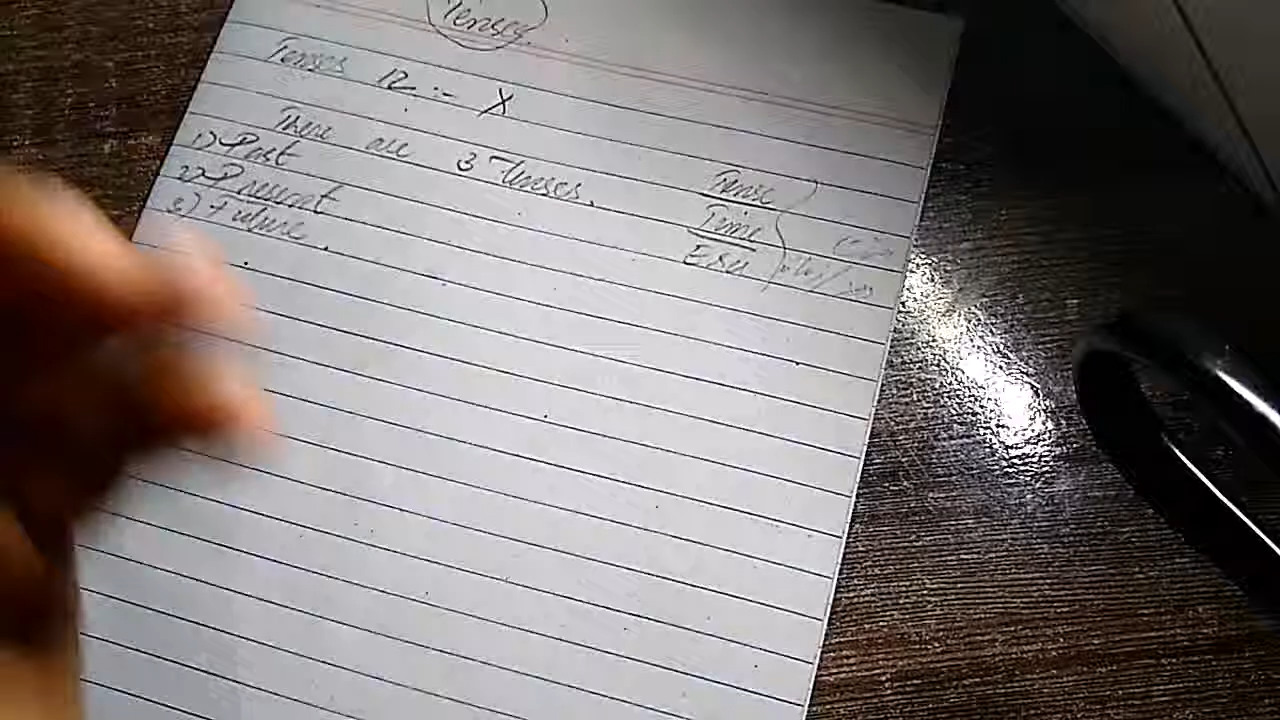 Tenses
Tenses 12 :- X
There are 3 Tenses.
1) Past
2) Present
3) Future.
Tense
Time